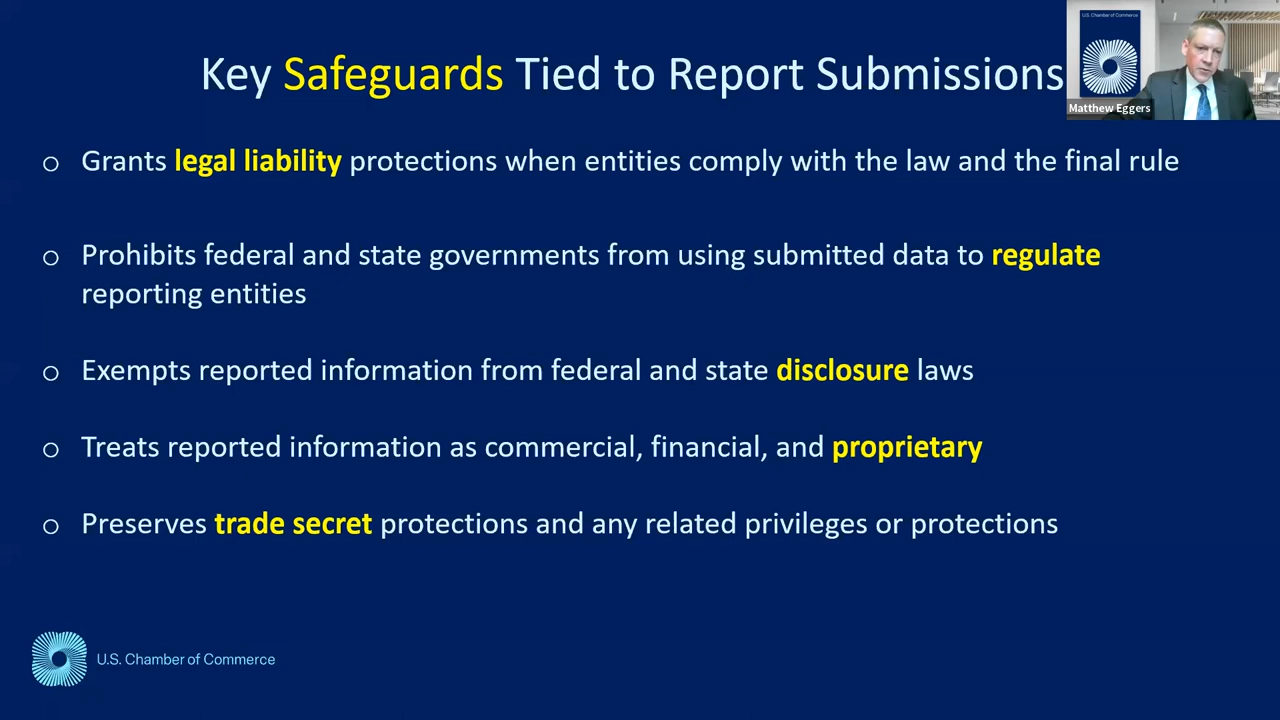 Key Safeguards Tied to Report Submissions
U.S. Chamber of Commerce
Matthew Eggers
o Grants legal liability protections when entities comply with the law and the final rule
o Prohibits federal and state governments from using submitted data to regulate
reporting entities
o Exempts reported information from federal and state disclosure laws
o Treats reported information as commercial, financial, and proprietary
o Preserves trade secret protections and any related privileges or protections
U.S. Chamber of Commerce